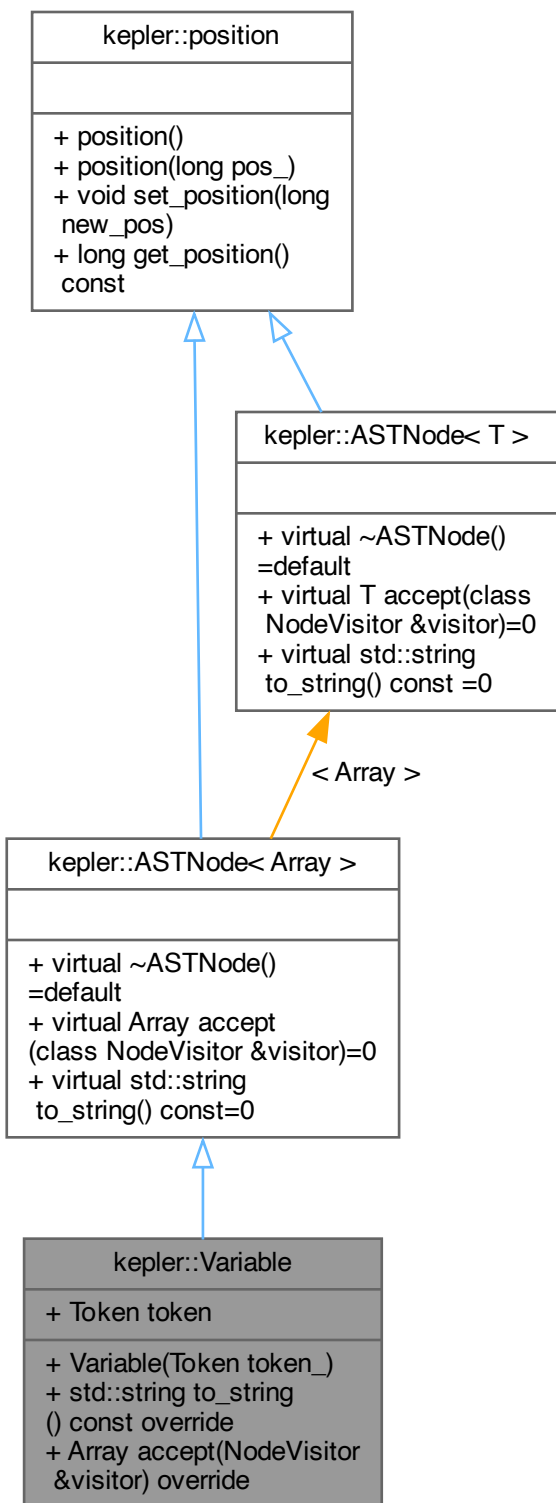 kepler::position
+ position()
+ position(long pos_)
+ void set_position(long
new_pos)
+ long get_position()
const
kepler::ASTNode< T >
+ virtual ~ASTNode()
=default
+ virtual T accept(class
NodeVisitor &visitor)=0
+ virtual std::string
to_string() const =0
< Array >
kepler::ASTNode< Array >
+ virtual ~ASTNode()
=default
+ virtual Array accept
(class NodeVisitor &visitor)=0
+ virtual std::string
to_string() const=0
kepler::Variable
+ Token token
+ Variable(Token token_)
+ std::string to_string
() const override
+ Array accept(NodeVisitor
&visitor) override